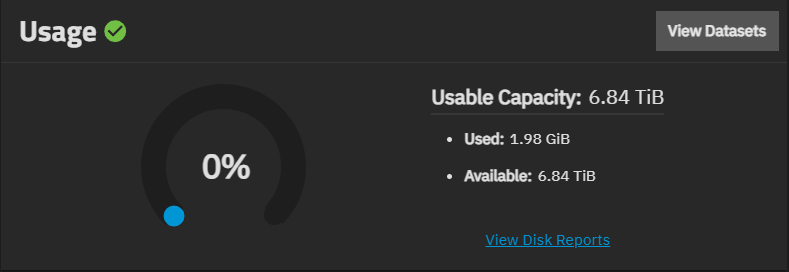 Usage
View Datasets
0%
Usable Capacity: 6.84 TiB
Used: 1.98 GiB
Available: 6.84 TiB
View Disk Reports